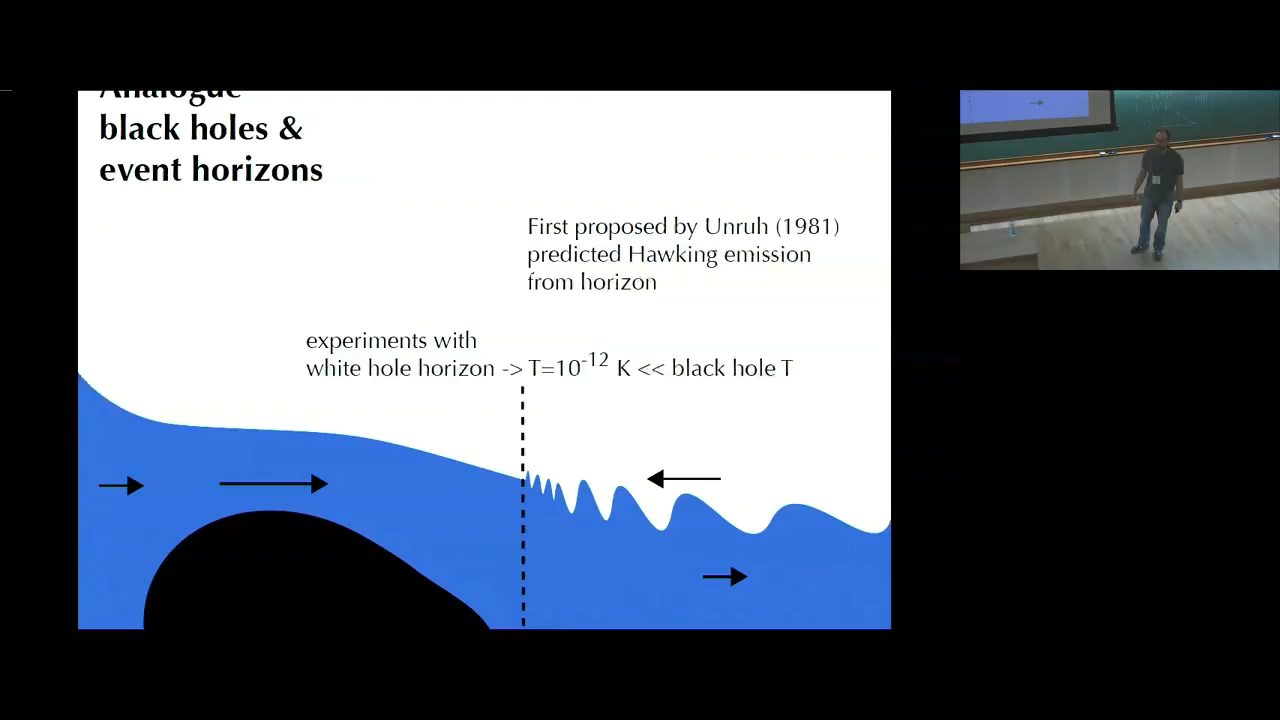 Analogue
black holes &
event horizons
First proposed by Unruh (1981)
predicted Hawking emission
from horizon
experiments with
white hole horizon -> T=10-12 K << black hole T